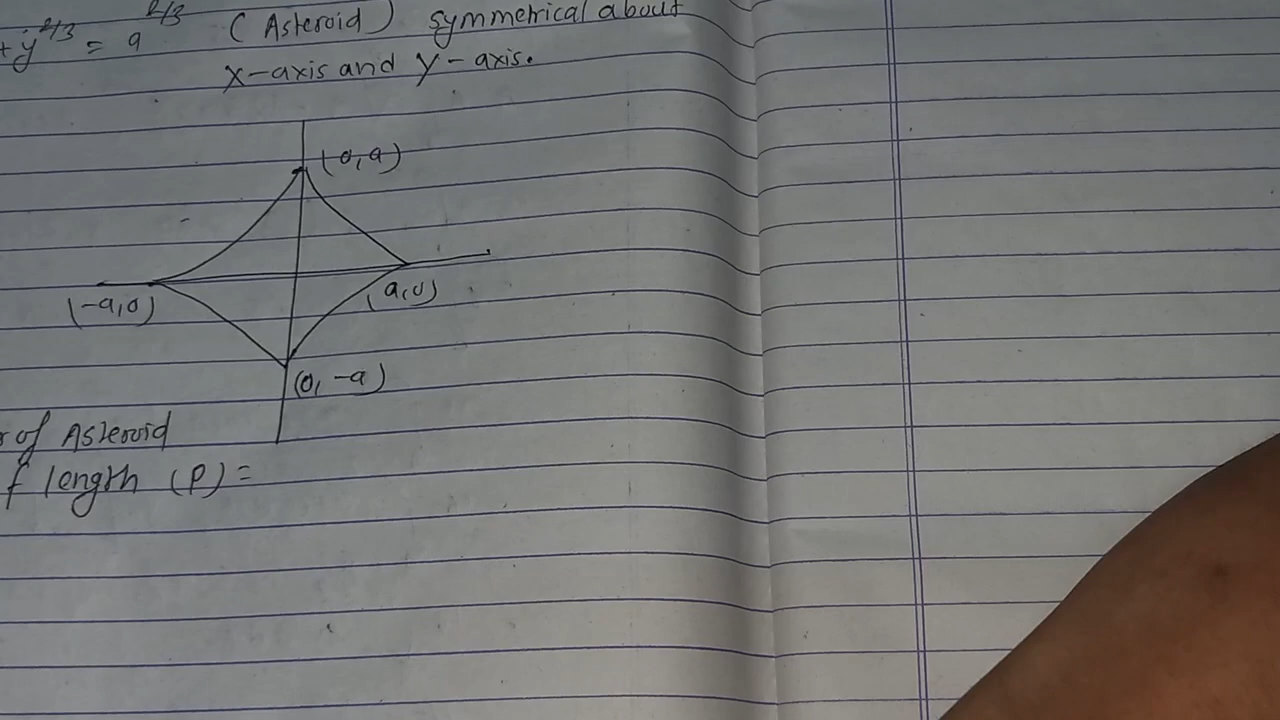 + y^2/3 = a^2/3 (Asteroid) symmetrical about
x-axis and y-axis.
(0,a)
(-a,0)
(a,0)
(0,-a)
r of Asteroid
f length (P) =